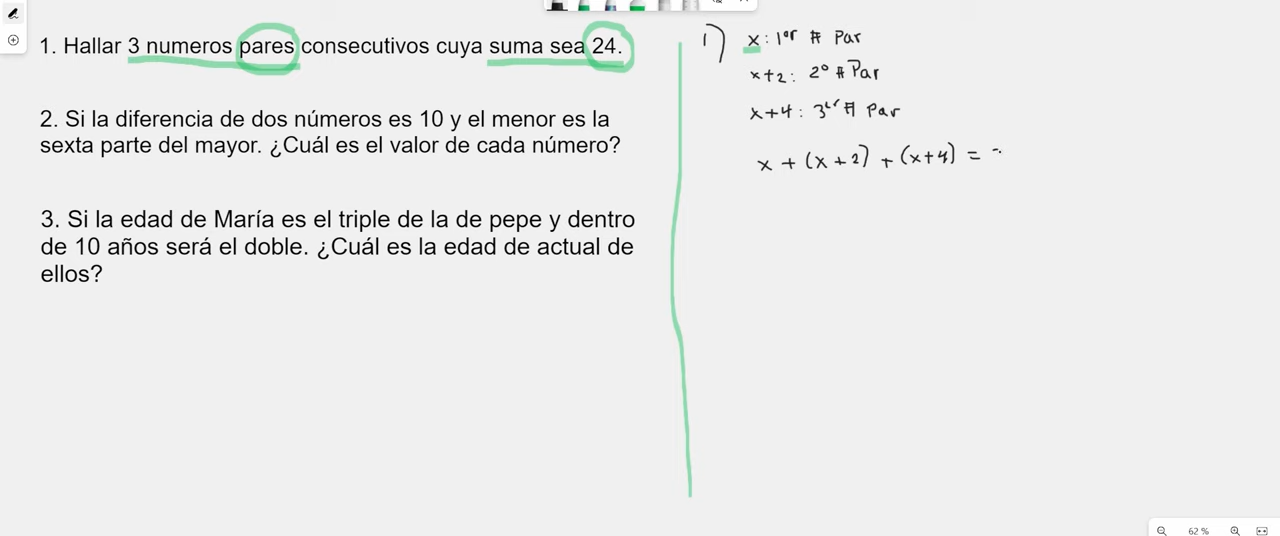 1. Hallar 3 numeros pares consecutivos cuya suma sea 24.
2. Si la diferencia de dos números es 10 y el menor es la
sexta parte del mayor. ¿Cuál es el valor de cada número?
3. Si la edad de María es el triple de la de pepe y dentro
de 10 años será el doble. ¿Cuál es la edad de actual de
ellos?
1) x : 1er # Par
x+2 : 2° # Par
x+4 : 3er # Par
x + (x + 2) + (x+4) =
62 %